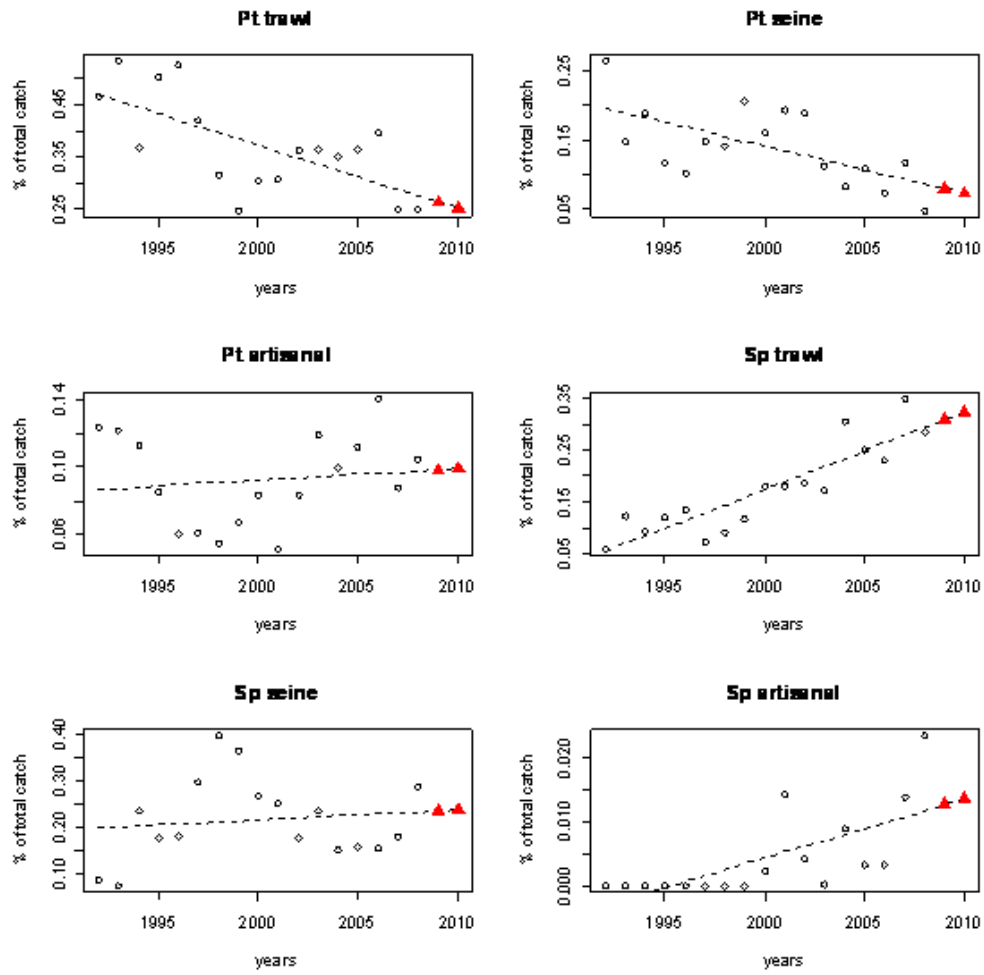 Pt trawl
% of total catch
0.25 0.35 0.45
1995 2000 2005 2010
years
Pt seine
% of total catch
0.05 0.15 0.25
1995 2000 2005 2010
years
Pt artisanal
% of total catch
0.06 0.10 0.14
1995 2000 2005 2010
years
Sp trawl
% of total catch
0.05 0.15 0.25 0.35
1995 2000 2005 2010
years
Sp seine
% of total catch
0.10 0.20 0.30 0.40
1995 2000 2005 2010
years
Sp artisanal
% of total catch
0.000 0.010 0.020
1995 2000 2005 2010
years